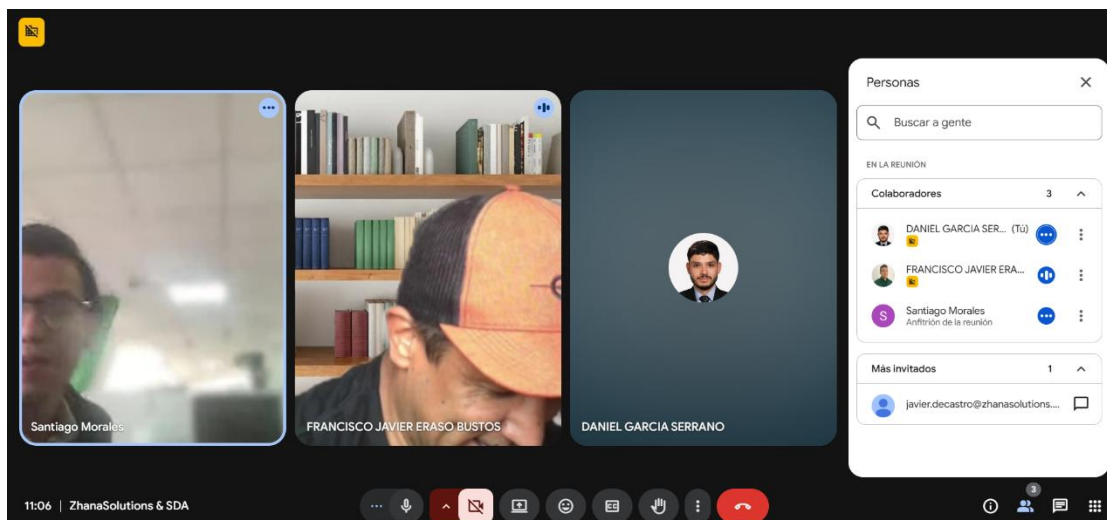 Santiago Morales
FRANCISCO JAVIER ERASO BUSTOS
DANIEL GARCIA SERRANO
Personas
Buscar a gente
EN LA REUNIÓN
Colaboradores 3
DANIEL GARCIA SER... (Tú)
FRANCISCO JAVIER ERA...
S
Santiago Morales
Anfitrión de la reunión
Más invitados 1
javier.decastro@zhanasolutions....
11:06 | ZhanaSolutions & SDA
CC
3